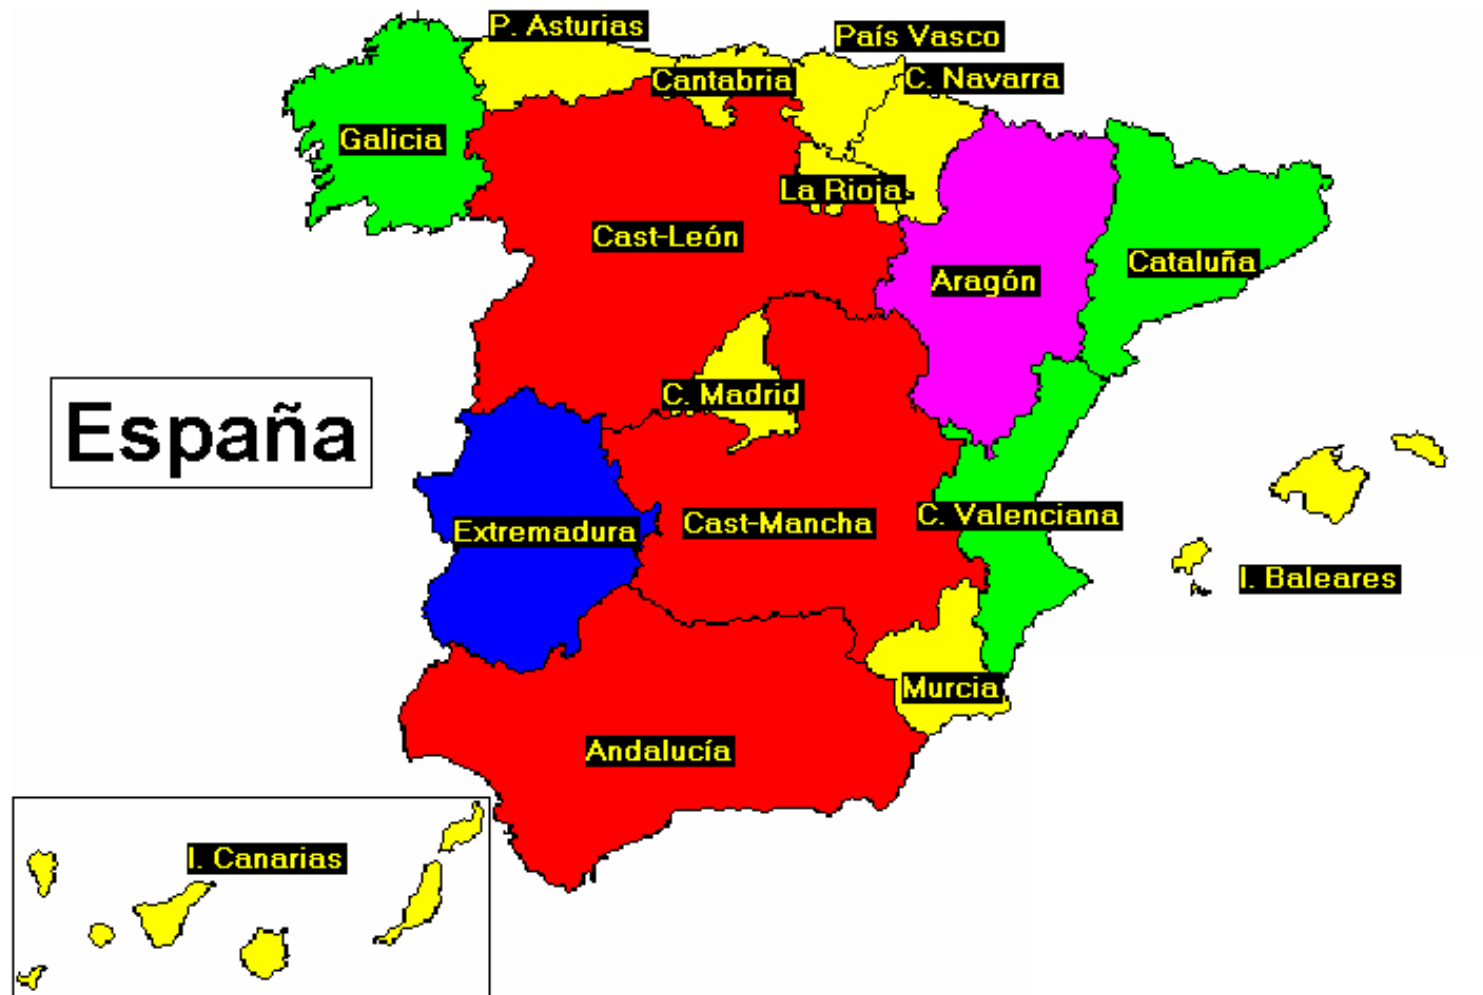 P. Asturias
País Vasco
Cantabria
C. Navarra
Galicia
La Rioja
Cast-León
Cataluña
Aragón
C. Madrid
España
C. Valenciana
Cast-Mancha
Extremadura
I. Baleares
Murcia
Andalucía
I. Canarias